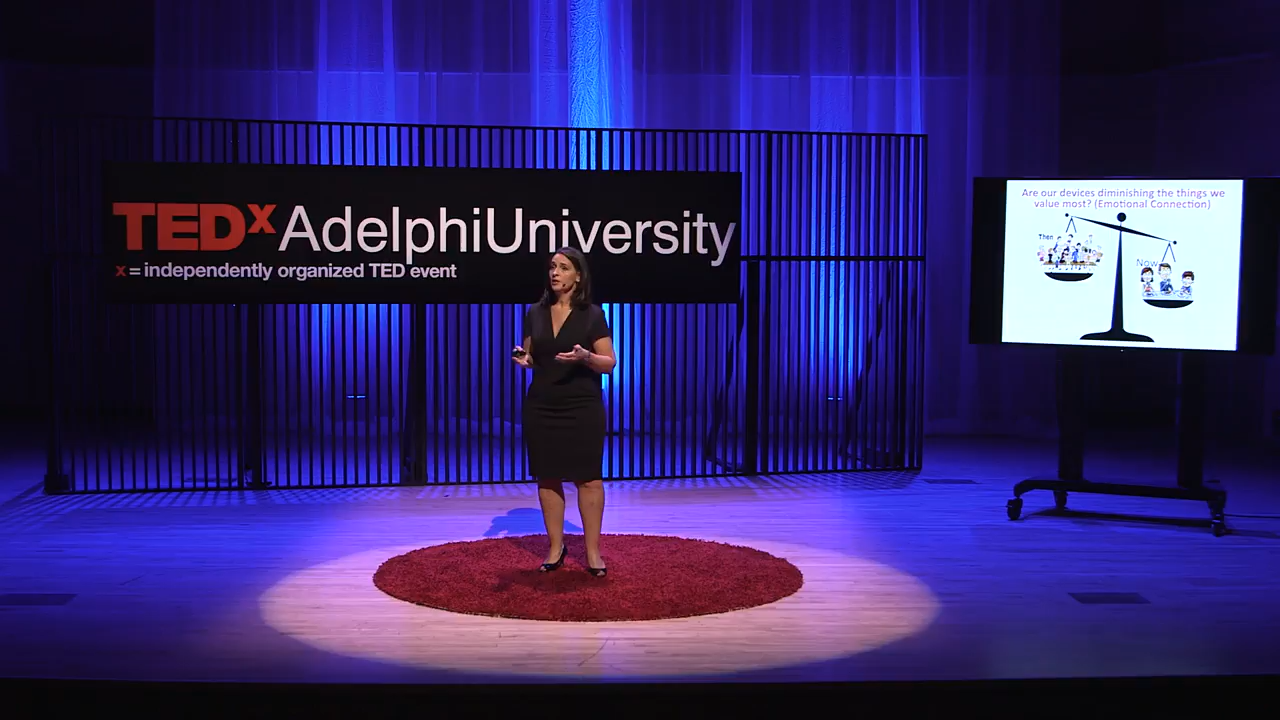 TEDxAdelphiUniversity
x = independently organized TED event
Are our devices diminishing the things we
value most? (Emotional Connection)
Then
Now